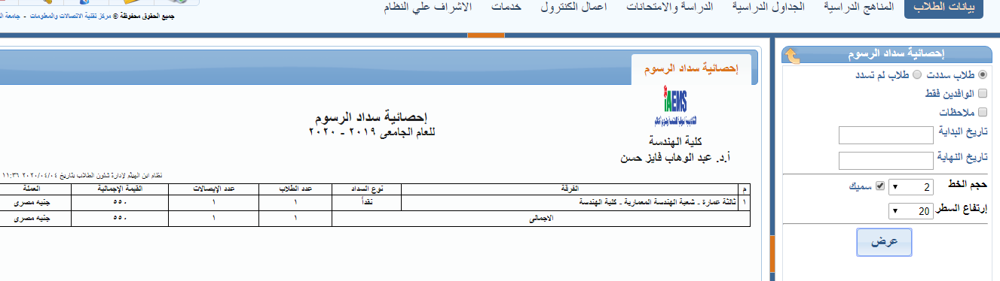 بيانات الطلاب المناهج الدراسية الجداول الدراسية الدراسة والامتحانات اعمال الكنترول خدمات الاشراف علي النظام
جميع الحقوق محفوظة © مركز تقنية الاتصالات والمعلومات - جامعة
إحصائية سداد الرسوم
طلاب سددت طلاب لم تسدد
الوافدين فقط
ملاحظات
تاريخ البداية
تاريخ النهاية
حجم الخط 2 سميك
إرتفاع السطر 20
عرض
إحصائية سداد الرسوم
iAEMS
كلية الهندسة
أ.د. عبد الوهاب فايز حسن
إحصائية سداد الرسوم
للعام الجامعى ٢٠١٩ - ٢٠٢٠
نظام ابن الهيثم لإدارة شئون الطلاب بتاريخ ٢٠٢٠/٠٤/٠٤ ١١:٣٦
م الفرقة نوع السداد عدد الطلاب عدد الإيصالات القيمة الإجمالية العملة
١ ثالثة عمارة - شعبة الهندسة المعمارية - كلية الهندسة نقداً ١ ١ ٥٥٠ جنيه مصرى
الاجمالى ١ ١ ٥٥٠ جنيه مصرى